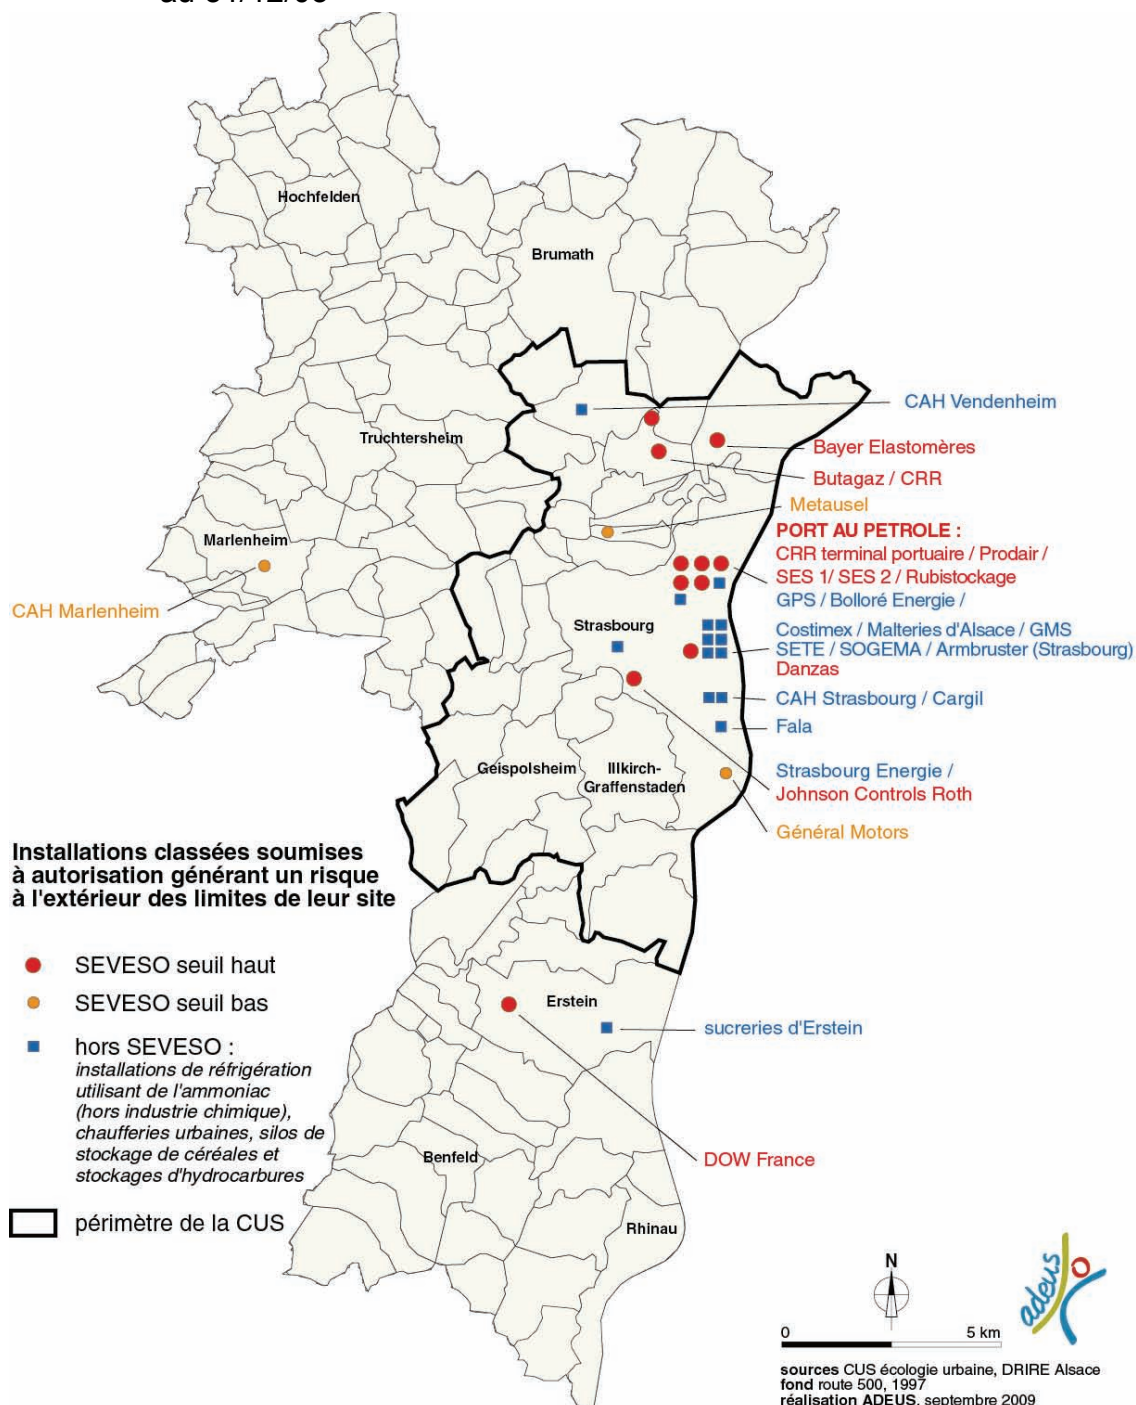 Hochfelden
Brumath
CAH Vendenheim
Truchtersheim
Bayer Elastomères
Butagaz / CRR
Metausel
PORT AU PETROLE :
Marlenheim
CRR terminal portuaire / Prodair /
SES 1/ SES 2 / Rubistockage
GPS / Bolloré Energie /
CAH Marlenheim
Strasbourg
Costimex / Malteries d'Alsace / GMS
SETE / SOGEMA / Armbruster (Strasbourg)
Danzas
CAH Strasbourg / Cargil
Fala
Geispolsheim
Illkirch-
Graffenstaden
Strasbourg Energie /
Johnson Controls Roth
Général Motors
Installations classées soumises
à autorisation générant un risque
à l'extérieur des limites de leur site
SEVESO seuil haut
SEVESO seuil bas
hors SEVESO :
installations de réfrigération
utilisant de l'ammoniac
(hors industrie chimique),
chaufferies urbaines, silos de
stockage de céréales et
stockages d'hydrocarbures
périmètre de la CUS
Erstein
sucreries d'Erstein
Benfeld
DOW France
Rhinau
N
adeus
0 5 km
sources CUS écologie urbaine, DRIRE Alsace
fond route 500, 1997
réalisation ADEUS, septembre 2009